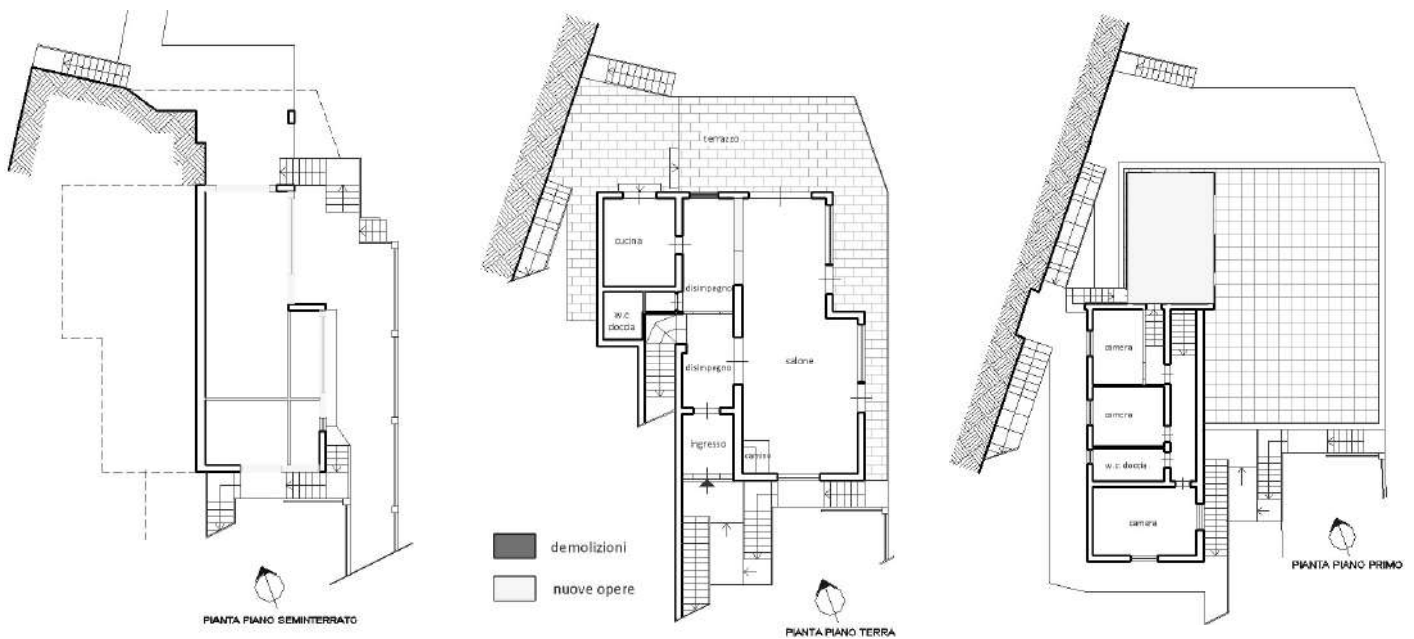 terrazzo
cucina
disimpegno
w.c
doccia
disimpegno
salone
Ingresso
camino
demolizioni
nuove opere
PIANTA PIANO SEMINTERRATO
PIANTA PIANO TERRA
camera
camera
w.c. doccia
camera
PIANTA PIANO PRIMO